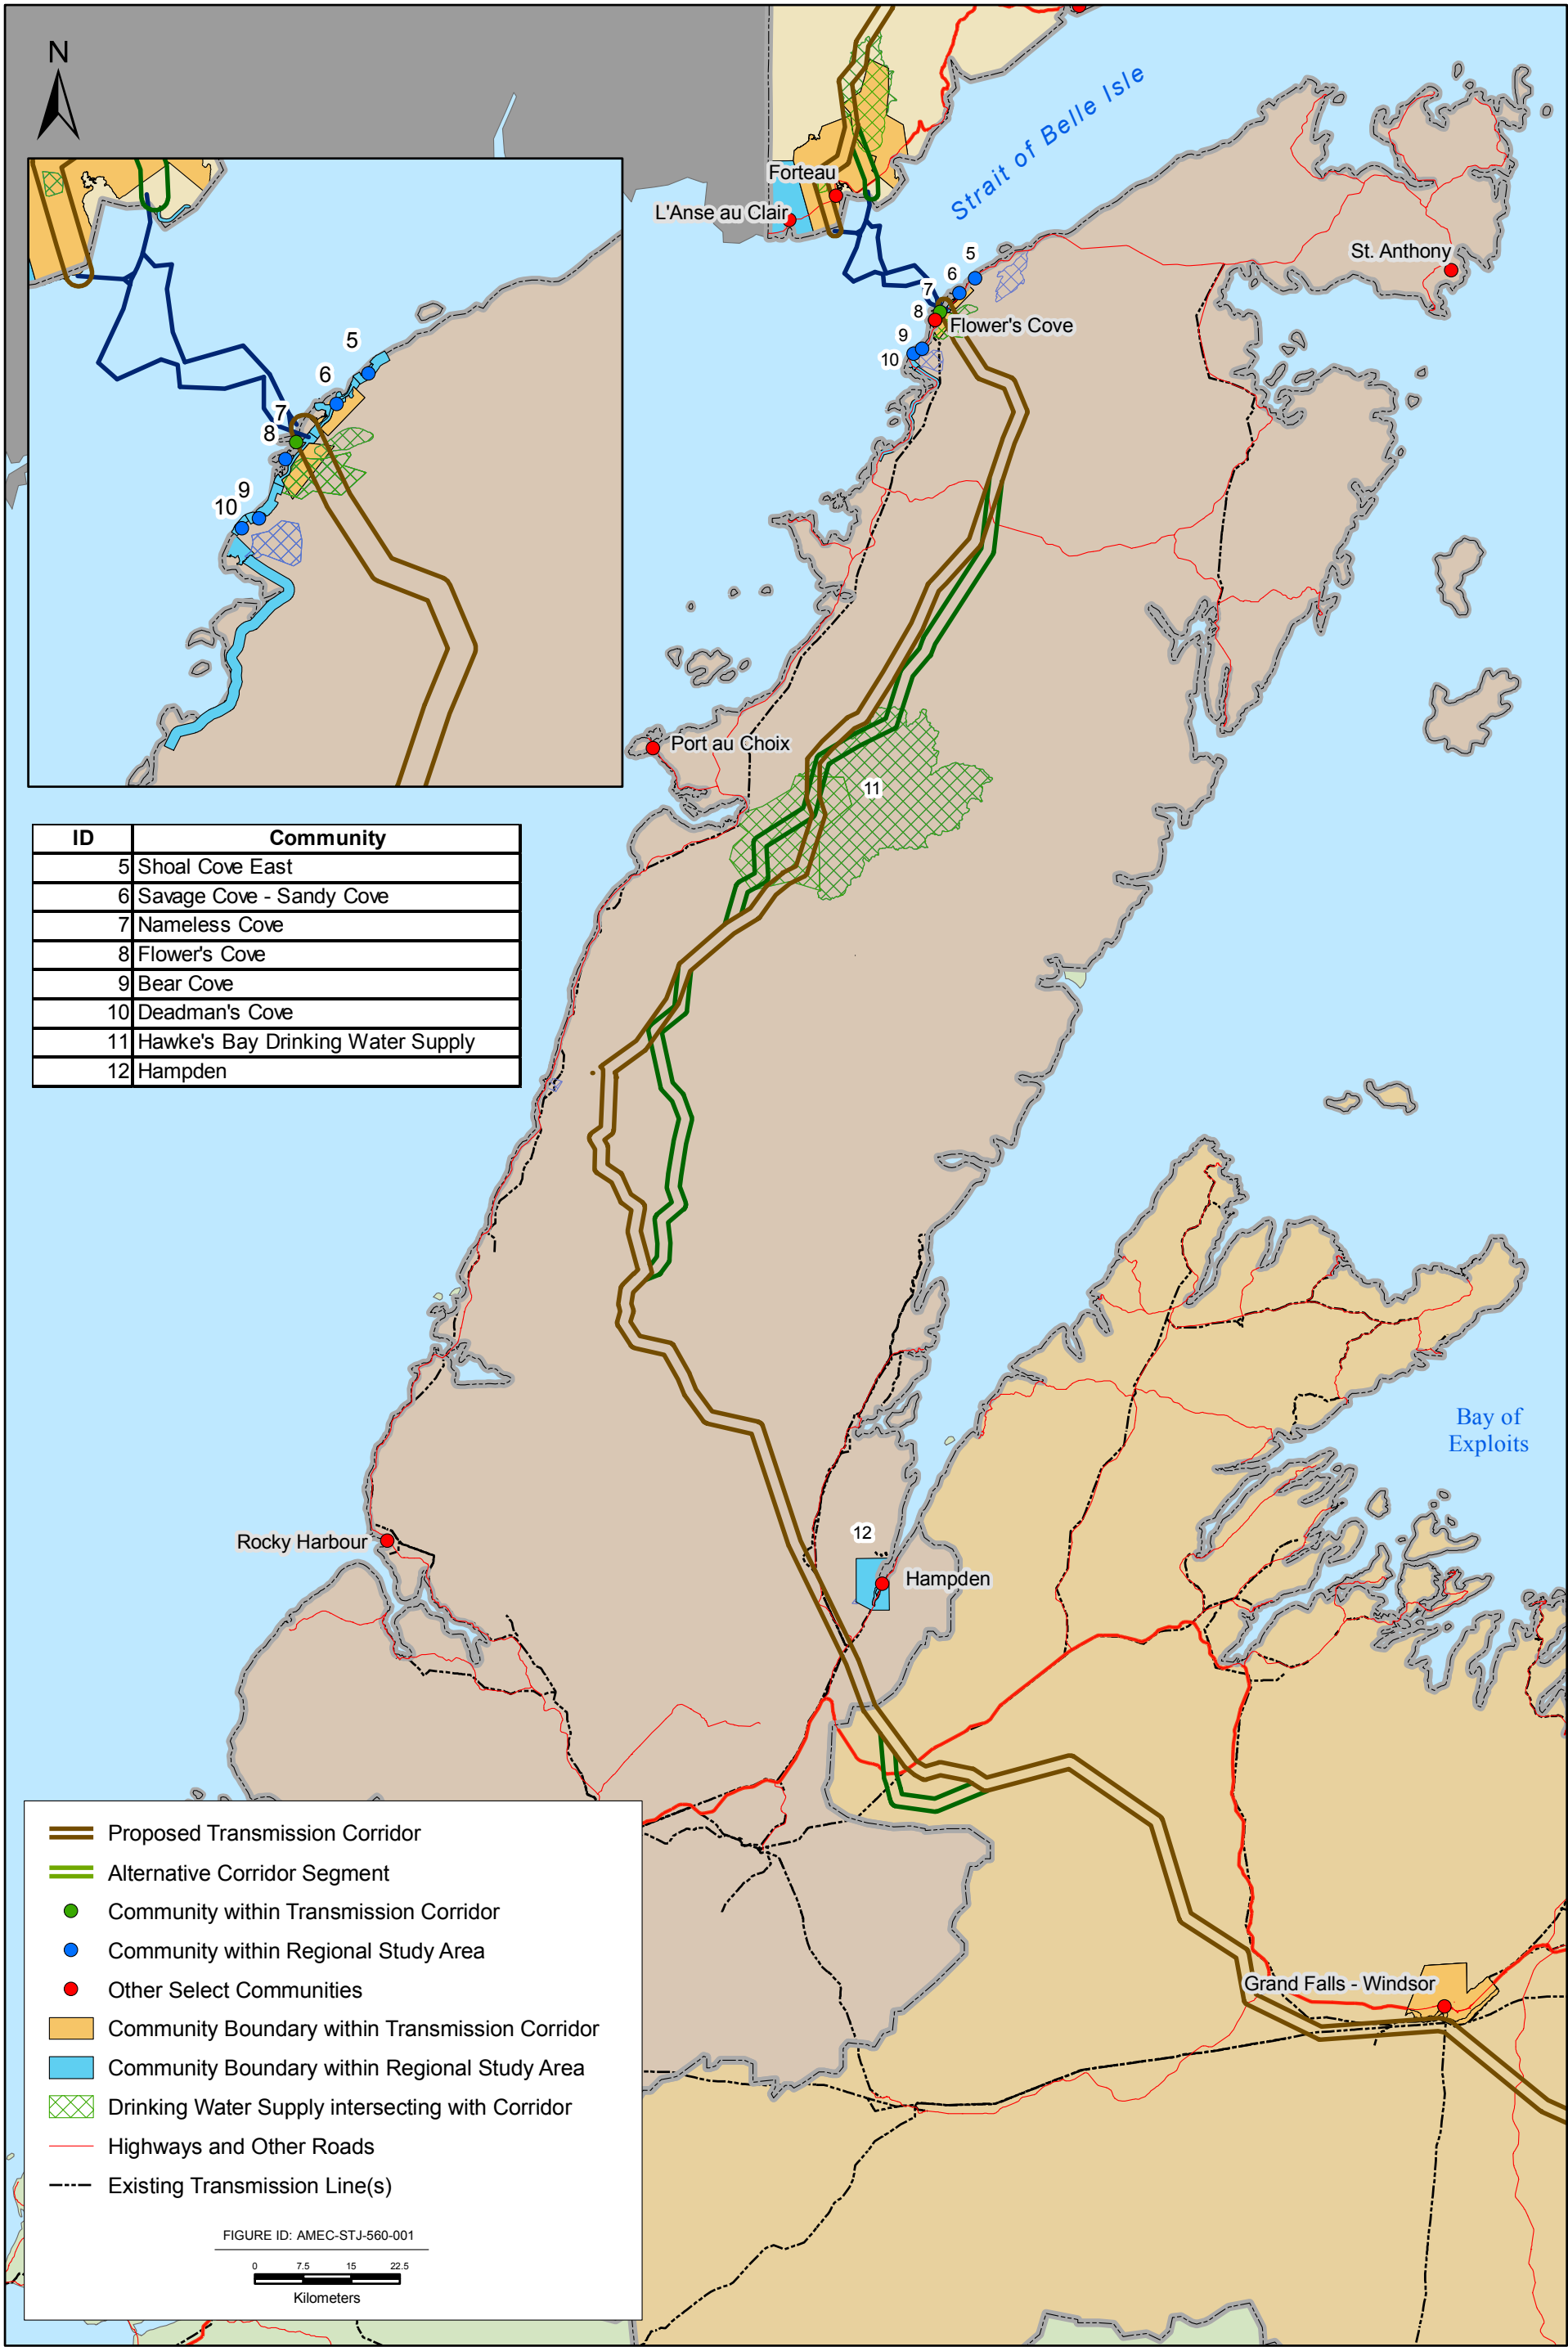 N
Strait of Belle Isle
Forteau
L'Anse au Clair
St. Anthony
5
6
7
8
Flower's Cove
9
10
5
6
7
8
9
10
Port au Choix
11
ID Community
5 Shoal Cove East
6 Savage Cove - Sandy Cove
7 Nameless Cove
8 Flower's Cove
9 Bear Cove
10 Deadman's Cove
11 Hawke's Bay Drinking Water Supply
12 Hampden
Bay of
Exploits
Rocky Harbour
12
Hampden
Grand Falls - Windsor
Proposed Transmission Corridor
Alternative Corridor Segment
Community within Transmission Corridor
Community within Regional Study Area
Other Select Communities
Community Boundary within Transmission Corridor
Community Boundary within Regional Study Area
Drinking Water Supply intersecting with Corridor
Highways and Other Roads
Existing Transmission Line(s)
FIGURE ID: AMEC-STJ-560-001
0 7.5 15 22.5
Kilometers